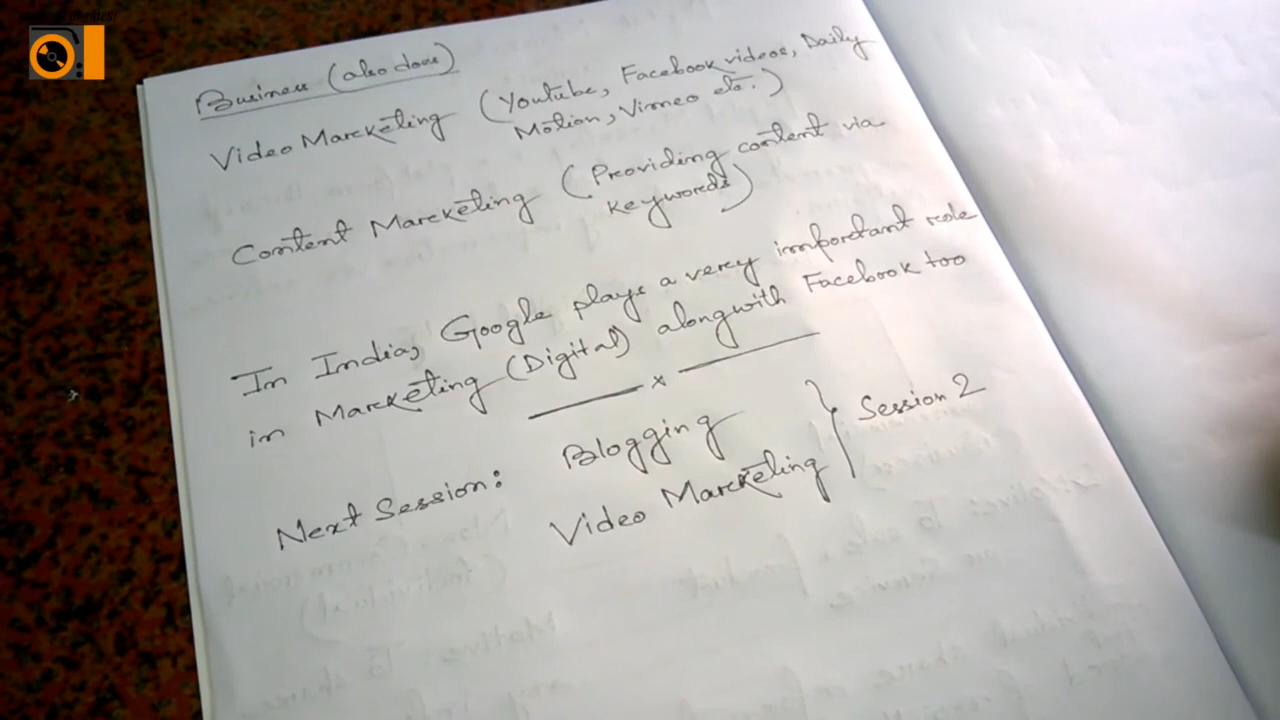 Business (also does)
Video Marketing (Youtube, Facebook videos, Daily
Motion, Vimeo etc.)
Content Marketing (Providing content via
keywords)
In India, Google plays a very important role
in Marketing (Digital) alongwith Facebook too
x
Next Session: Blogging
Video Marketing } Session 2